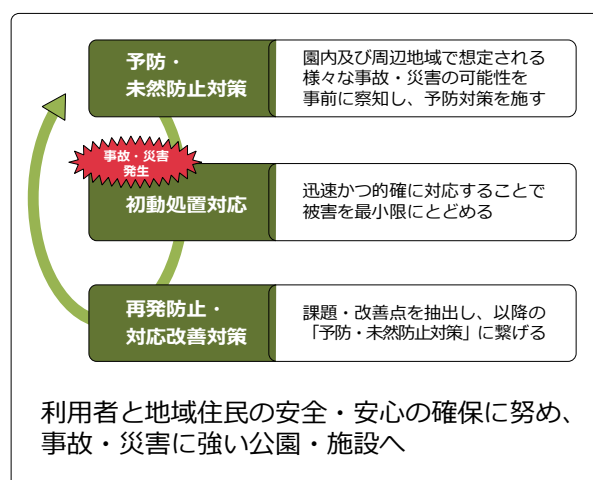 予防・
未然防止対策
園内及び周辺地域で想定される
様々な事故・災害の可能性を
事前に察知し、予防対策を施す
事故・災害
発生
初動処置対応
迅速かつ的確に対応することで
被害を最小限にとどめる
再発防止・
対応改善対策
課題・改善点を抽出し、以降の
「予防・未然防止対策」に繋げる
利用者と地域住民の安全・安心の確保に努め、
事故・災害に強い公園・施設へ